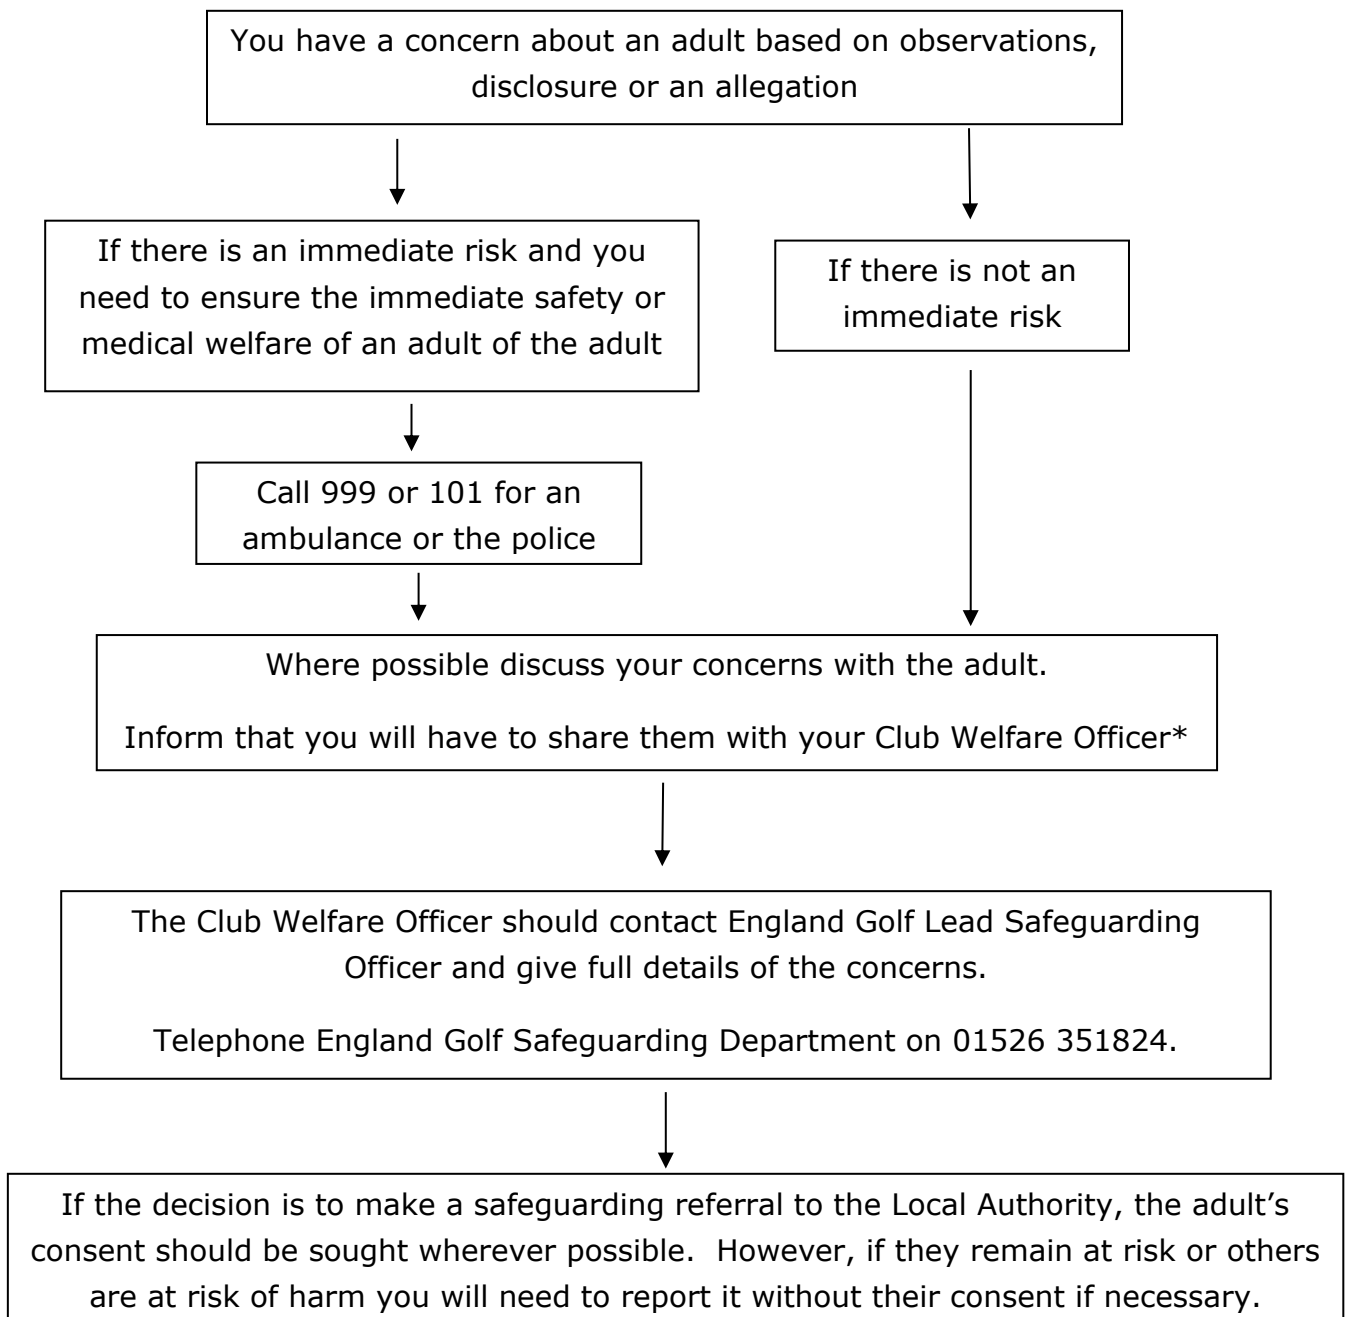 You have a concern about an adult based on observations,
disclosure or an allegation
If there is an immediate risk and you
need to ensure the immediate safety or
medical welfare of an adult of the adult
If there is not an
immediate risk
Call 999 or 101 for an
ambulance or the police
Where possible discuss your concerns with the adult.
Inform that you will have to share them with your Club Welfare Officer*
The Club Welfare Officer should contact England Golf Lead Safeguarding
Officer and give full details of the concerns.
Telephone England Golf Safeguarding Department on 01526 351824.
If the decision is to make a safeguarding referral to the Local Authority, the adult’s
consent should be sought wherever possible.  However, if they remain at risk or others
are at risk of harm you will need to report it without their consent if necessary.